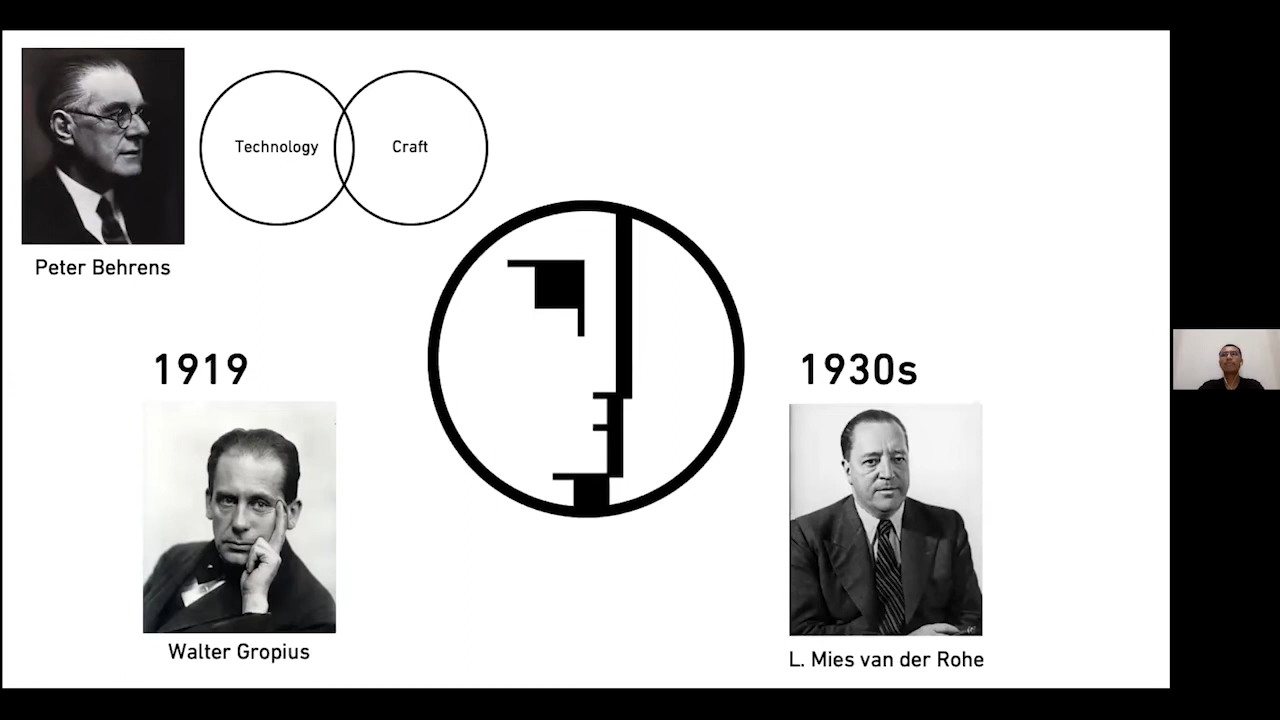 Technology
Craft
Peter Behrens
1919
1930s
Walter Gropius
L. Mies van der Rohe